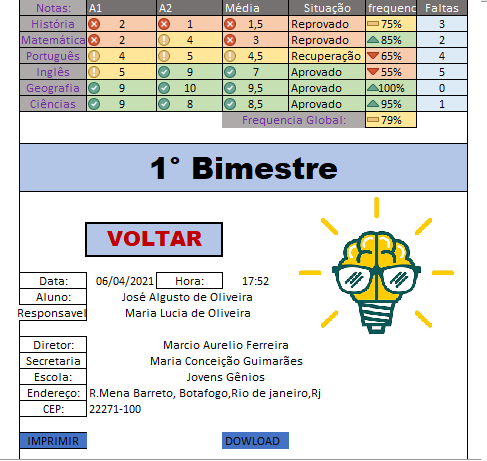 Notas: A1 A2 Média Situação frequenc Faltas
História 2 1 1,5 Reprovado 75% 3
Matemática 2 4 3 Reprovado 85% 2
Português 4 5 4,5 Recuperação 65% 4
Inglês 5 9 7 Aprovado 55% 5
Geografia 9 10 9,5 Aprovado 100% 0
Ciências 9 8 8,5 Aprovado 95% 1
Frequencia Global: 79%
1° Bimestre
VOLTAR
Data: 06/04/2021 Hora: 17:52
Aluno: José Algusto de Oliveira
Responsavel Maria Lucia de Oliveira
Diretor: Marcio Aurelio Ferreira
Secretaria Maria Conceição Guimarães
Escola: Jovens Gênios
Endereço: R.Mena Barreto, Botafogo,Rio de janeiro,Rj
CEP: 22271-100
IMPRIMIR DOWLOAD